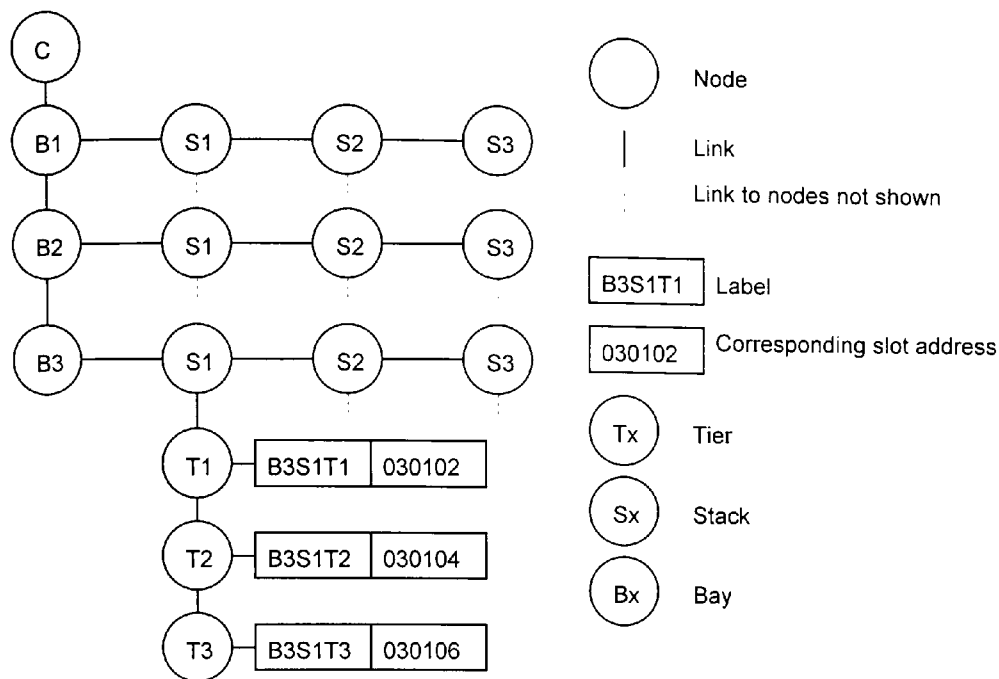 C
B1 S1 S2 S3
B2 S1 S2 S3
B3 S1 S2 S3
T1 B3S1T1 030102
T2 B3S1T2 030104
T3 B3S1T3 030106
Node
Link
Link to nodes not shown
B3S1T1 Label
030102 Corresponding slot address
Tx Tier
Sx Stack
Bx Bay